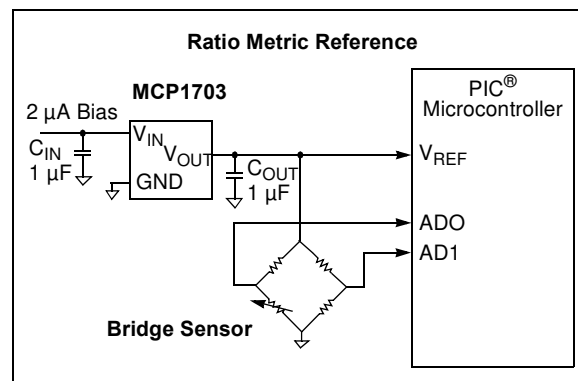 Ratio Metric Reference
PIC®
Microcontroller
MCP1703
2 µA Bias
VIN
VOUT
CIN
1 µF
GND
COUT
1 µF
VREF
ADO
AD1
Bridge Sensor